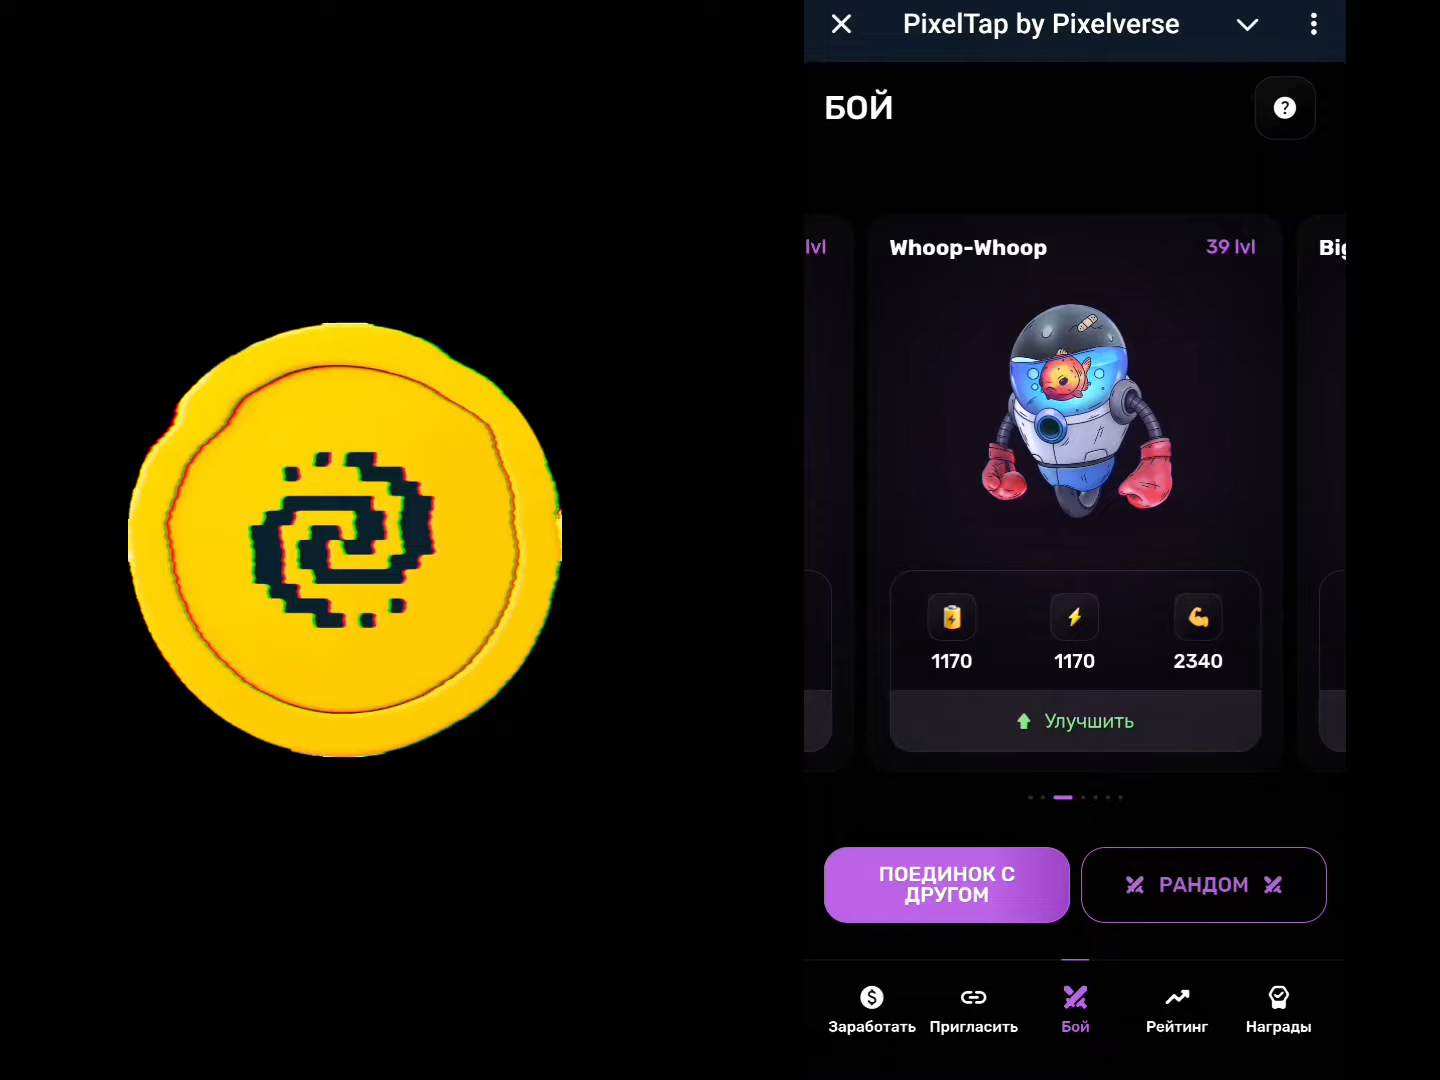 PixelTap by Pixelverse
БОЙ
lvl
Whoop-Whoop
39 lvl
1170
1170
2340
Улучшить
ПОЕДИНОК С
ДРУГОМ
РАНДОМ
Заработать
Пригласить
Бой
Рейтинг
Награды